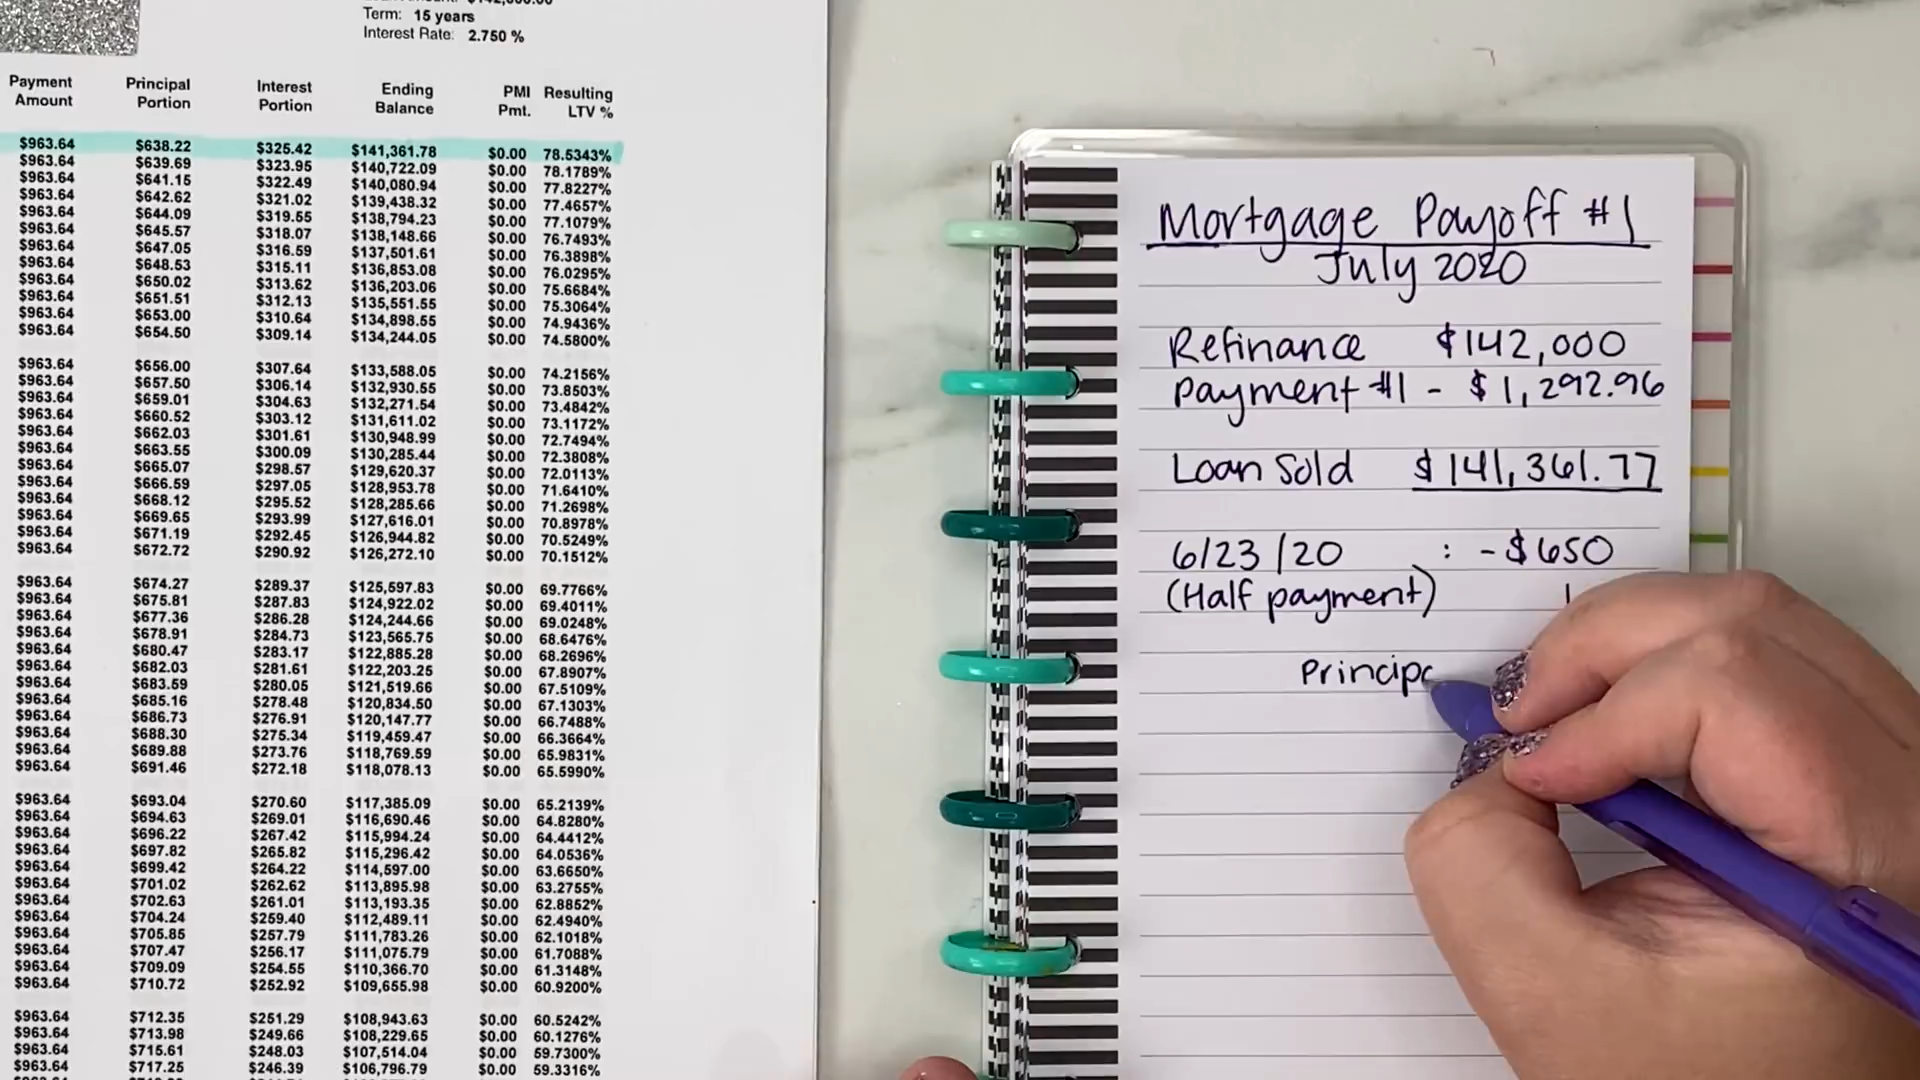 Term: 15 years
Interest Rate: 2.750 %
Payment Amount Principal Portion Interest Portion Ending Balance PMI Pmt. Resulting LTV %
$963.64 $638.22 $325.42 $141,361.78 $0.00 78.5343%
$963.64 $639.69 $323.95 $140,722.09 $0.00 78.1789%
$963.64 $641.15 $322.49 $140,080.94 $0.00 77.8227%
$963.64 $642.62 $321.02 $139,438.32 $0.00 77.4657%
$963.64 $644.09 $319.55 $138,794.23 $0.00 77.1079%
$963.64 $645.57 $318.07 $138,148.66 $0.00 76.7493%
$963.64 $647.05 $316.59 $137,501.61 $0.00 76.3898%
$963.64 $648.53 $315.11 $136,853.08 $0.00 76.0295%
$963.64 $650.02 $313.62 $136,203.06 $0.00 75.6684%
$963.64 $651.51 $312.13 $135,551.55 $0.00 75.3064%
$963.64 $653.00 $310.64 $134,898.55 $0.00 74.9436%
$963.64 $654.50 $309.14 $134,244.05 $0.00 74.5800%
$963.64 $656.00 $307.64 $133,588.05 $0.00 74.2156%
$963.64 $657.50 $306.14 $132,930.55 $0.00 73.8503%
$963.64 $659.01 $304.63 $132,271.54 $0.00 73.4842%
$963.64 $660.52 $303.12 $131,611.02 $0.00 73.1172%
$963.64 $662.03 $301.61 $130,948.99 $0.00 72.7494%
$963.64 $663.55 $300.09 $130,285.44 $0.00 72.3808%
$963.64 $665.07 $298.57 $129,620.37 $0.00 72.0113%
$963.64 $666.59 $297.05 $128,953.78 $0.00 71.6410%
$963.64 $668.12 $295.52 $128,285.66 $0.00 71.2698%
$963.64 $669.65 $293.99 $127,616.01 $0.00 70.8978%
$963.64 $671.19 $292.45 $126,944.82 $0.00 70.5249%
$963.64 $672.72 $290.92 $126,272.10 $0.00 70.1512%
$963.64 $674.27 $289.37 $125,597.83 $0.00 69.7766%
$963.64 $675.81 $287.83 $124,922.02 $0.00 69.4011%
$963.64 $677.36 $286.28 $124,244.66 $0.00 69.0248%
$963.64 $678.91 $284.73 $123,565.75 $0.00 68.6476%
$963.64 $680.47 $283.17 $122,885.28 $0.00 68.2696%
$963.64 $682.03 $281.61 $122,203.25 $0.00 67.8907%
$963.64 $683.59 $280.05 $121,519.66 $0.00 67.5109%
$963.64 $685.16 $278.48 $120,834.50 $0.00 67.1303%
$963.64 $686.73 $276.91 $120,147.77 $0.00 66.7488%
$963.64 $688.30 $275.34 $119,459.47 $0.00 66.3664%
$963.64 $689.88 $273.76 $118,769.59 $0.00 65.9831%
$963.64 $691.46 $272.18 $118,078.13 $0.00 65.5990%
$963.64 $693.04 $270.60 $117,385.09 $0.00 65.2139%
$963.64 $694.63 $269.01 $116,690.46 $0.00 64.8280%
$963.64 $696.22 $267.42 $115,994.24 $0.00 64.4412%
$963.64 $697.82 $265.82 $115,296.42 $0.00 64.0536%
$963.64 $699.42 $264.22 $114,597.00 $0.00 63.6650%
$963.64 $701.02 $262.62 $113,895.98 $0.00 63.2755%
$963.64 $702.63 $261.01 $113,193.35 $0.00 62.8852%
$963.64 $704.24 $259.40 $112,489.11 $0.00 62.4940%
$963.64 $705.85 $257.79 $111,783.26 $0.00 62.1018%
$963.64 $707.47 $256.17 $111,075.79 $0.00 61.7088%
$963.64 $709.09 $254.55 $110,366.70 $0.00 61.3148%
$963.64 $710.72 $252.92 $109,655.98 $0.00 60.9200%
$963.64 $712.35 $251.29 $108,943.63 $0.00 60.5242%
$963.64 $713.98 $249.66 $108,229.65 $0.00 60.1276%
$963.64 $715.61 $248.03 $107,514.04 $0.00 59.7300%
$963.64 $717.25 $246.39 $106,796.79 $0.00 59.3316%
Mortgage Payoff #1
July 2020
Refinance $142,000
Payment #1 - $1,292.96
Loan Sold $141,361.77
6/23/20 : - $650
(Half payment)
Principa